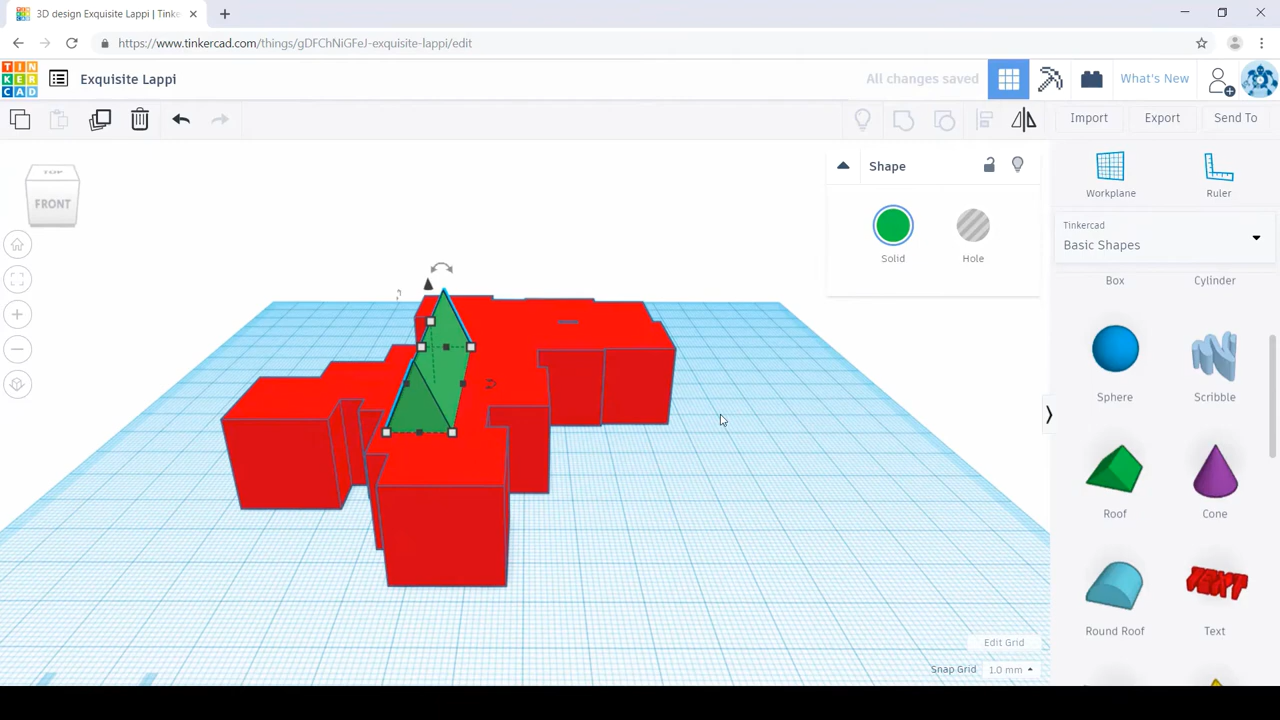 3D design Exquisite Lappi | Tinke
https://www.tinkercad.com/things/gDFChNiGFeJ-exquisite-lappi/edit
TIN
KER
CAD
Exquisite Lappi
All changes saved
What's New
Import
Export
Send To
TOP
FRONT
Shape
Solid
Hole
Workplane
Ruler
Tinkercad
Basic Shapes
Box
Cylinder
Sphere
Scribble
Roof
Cone
TEXT
Round Roof
Text
Edit Grid
Snap Grid
1.0 mm